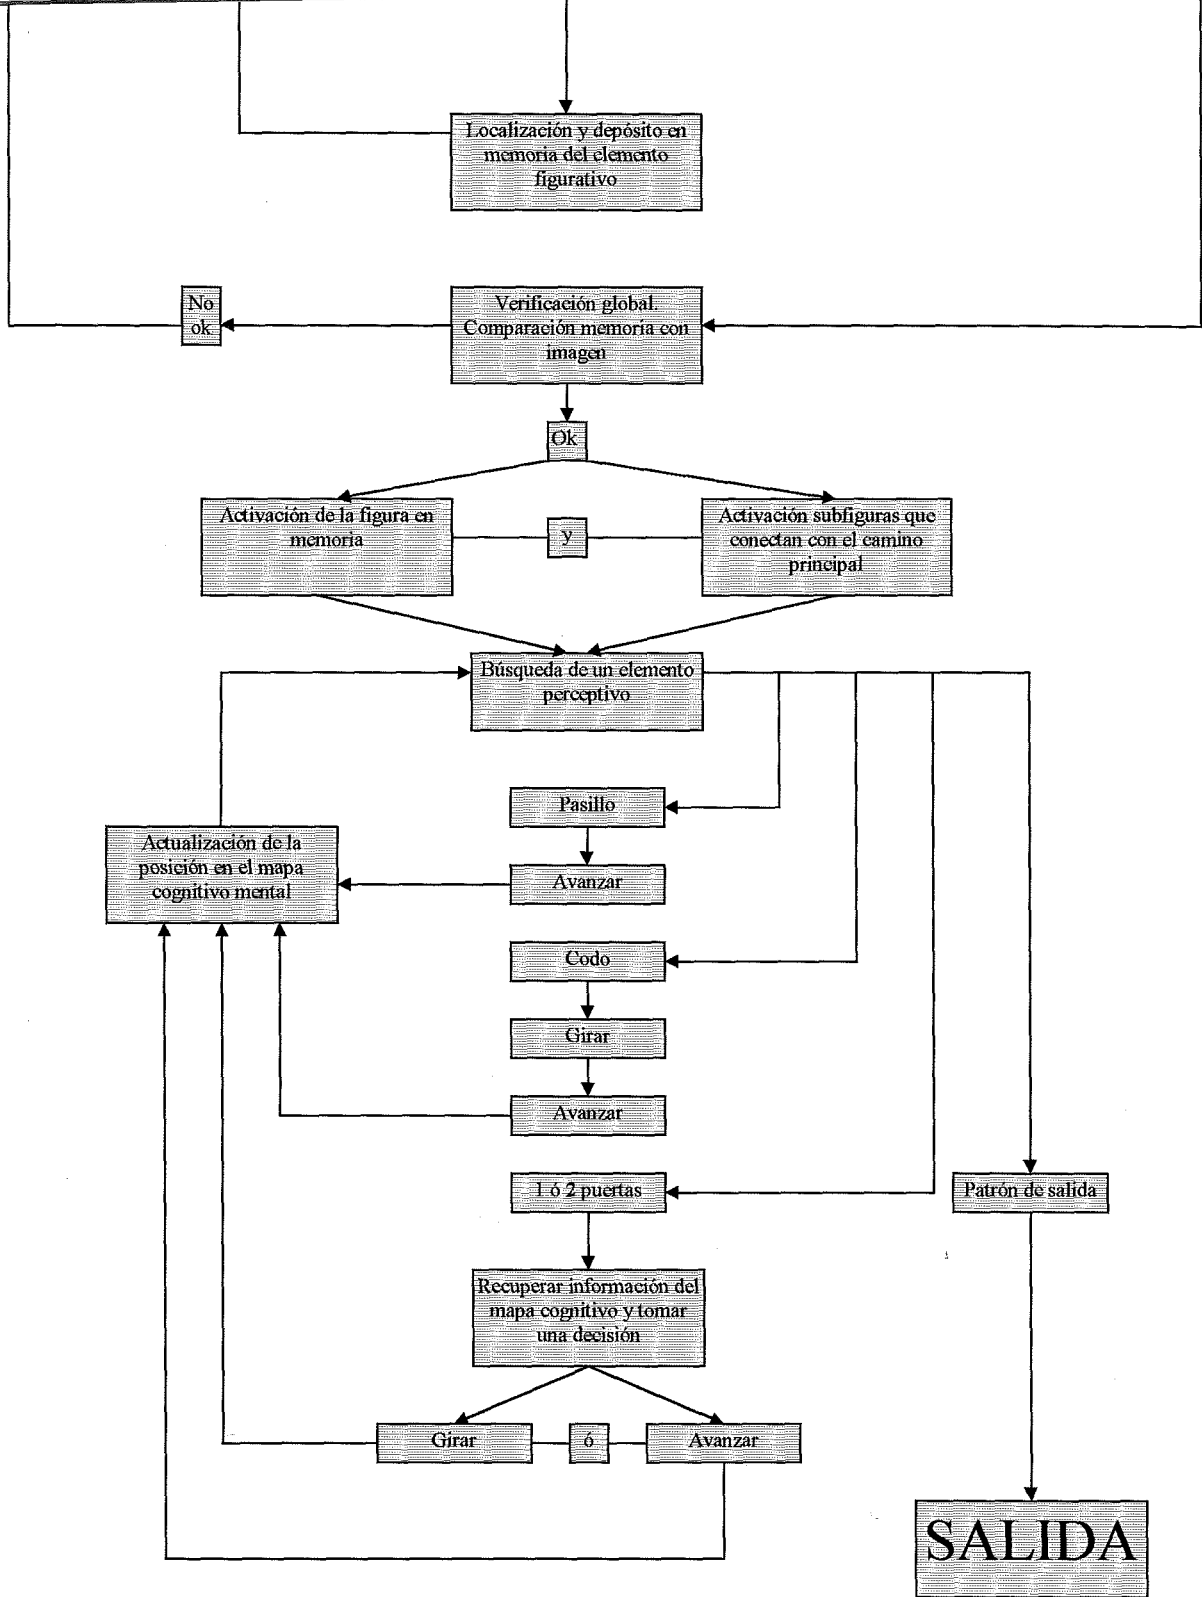 Localización y depósito en
memoria del elemento
figurativo
No
ok
Verificación global.
Comparación memoria con
imagen
Ok
Activación de la figura en
memoria
y
Activación subfiguras que
conectan con el camino
principal
Búsqueda de un elemento
perceptivo
Pasillo
Actualización de la
posición en el mapa
cognitivo mental
Avanzar
Codo
Girar
Avanzar
1 ó 2 puertas
Patrón de salida
Recuperar información del
mapa cognitivo y tomar
una decisión
Girar
ó
Avanzar
SALIDA